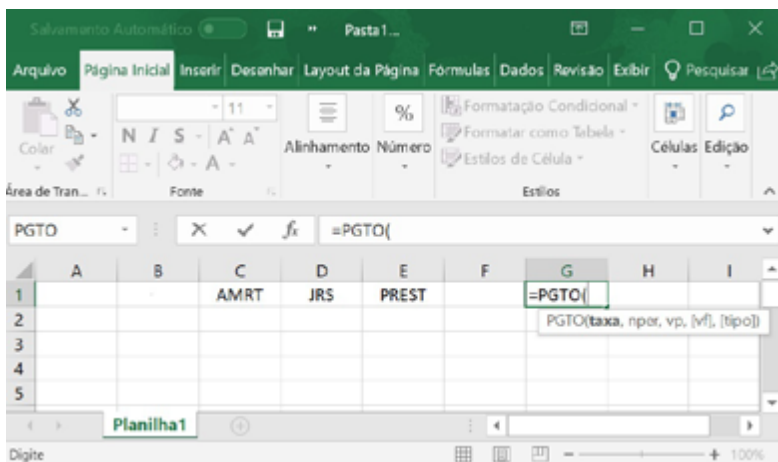 Salvamento Automático Pasta1...
Arquivo Página Inicial Inserir Desenhar Layout da Página Fórmulas Dados Revisão Exibir Pesquisar
Colar
Área de Tran...
11
N I S A A
A
Fonte
Alinhamento
%
Número
Formatação Condicional
Formatar como Tabela
Estilos de Célula
Estilos
Células Edição
PGTO fx =PGTO(
A B C D E F G H I
1 AMRT JRS PREST =PGTO(
2 PGTO(taxa, nper, vp, [vf], [tipo])
3
4
5
Planilha1
Digite 100%